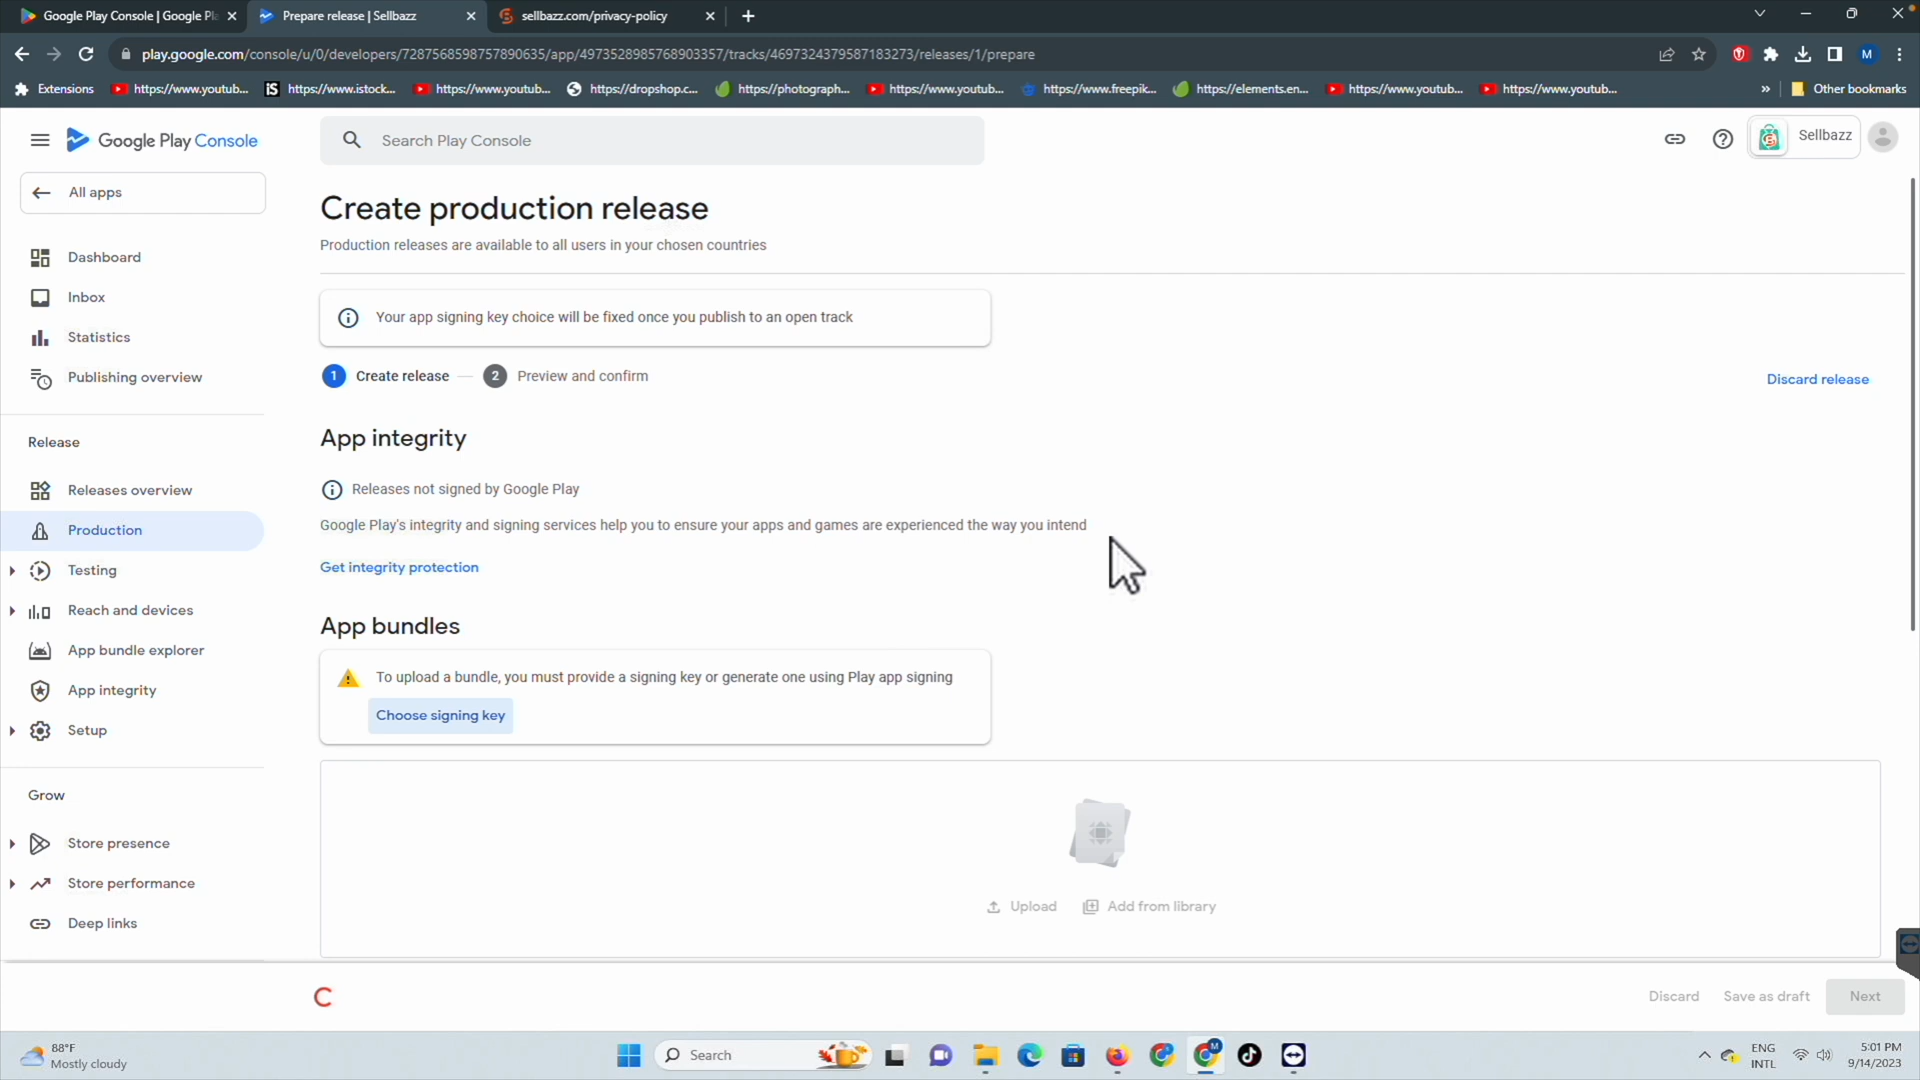 Google Play Console | Google Pla
Prepare release | Sellbazz
sellbazz.com/privacy-policy
play.google.com/console/u/0/developers/7287568598757890635/app/4973528985768903357/tracks/4697324379587183273/releases/1/prepare
M
Extensions
https://www.youtub...
iS
https://www.istock...
https://www.youtub...
https://dropshop.c...
https://photograph...
https://www.youtub...
https://www.freepik...
https://elements.en...
https://www.youtub...
https://www.youtub...
»
Other bookmarks
Google Play Console
Search Play Console
Sellbazz
All apps
Dashboard
Inbox
Statistics
Publishing overview
Release
Releases overview
Production
Testing
Reach and devices
App bundle explorer
App integrity
Setup
Grow
Store presence
Store performance
Deep links
Create production release
Production releases are available to all users in your chosen countries
Your app signing key choice will be fixed once you publish to an open track
1 Create release — 2 Preview and confirm
Discard release
App integrity
Releases not signed by Google Play
Google Play's integrity and signing services help you to ensure your apps and games are experienced the way you intend
Get integrity protection
App bundles
To upload a bundle, you must provide a signing key or generate one using Play app signing
Choose signing key
Upload
Add from library
Discard
Save as draft
Next
88°F
Mostly cloudy
Search
M
ENG
INTL
5:01 PM
9/14/2023